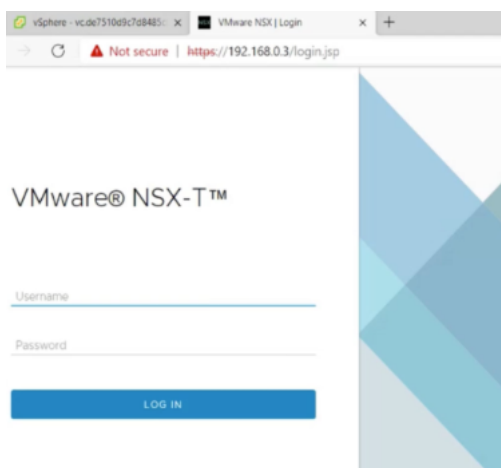 vSphere - vc.de7510d9c7d8485
VMware NSX | Login
Not secure | https://192.168.0.3/login.jsp
VMware® NSX-T™
Username
Password
LOG IN